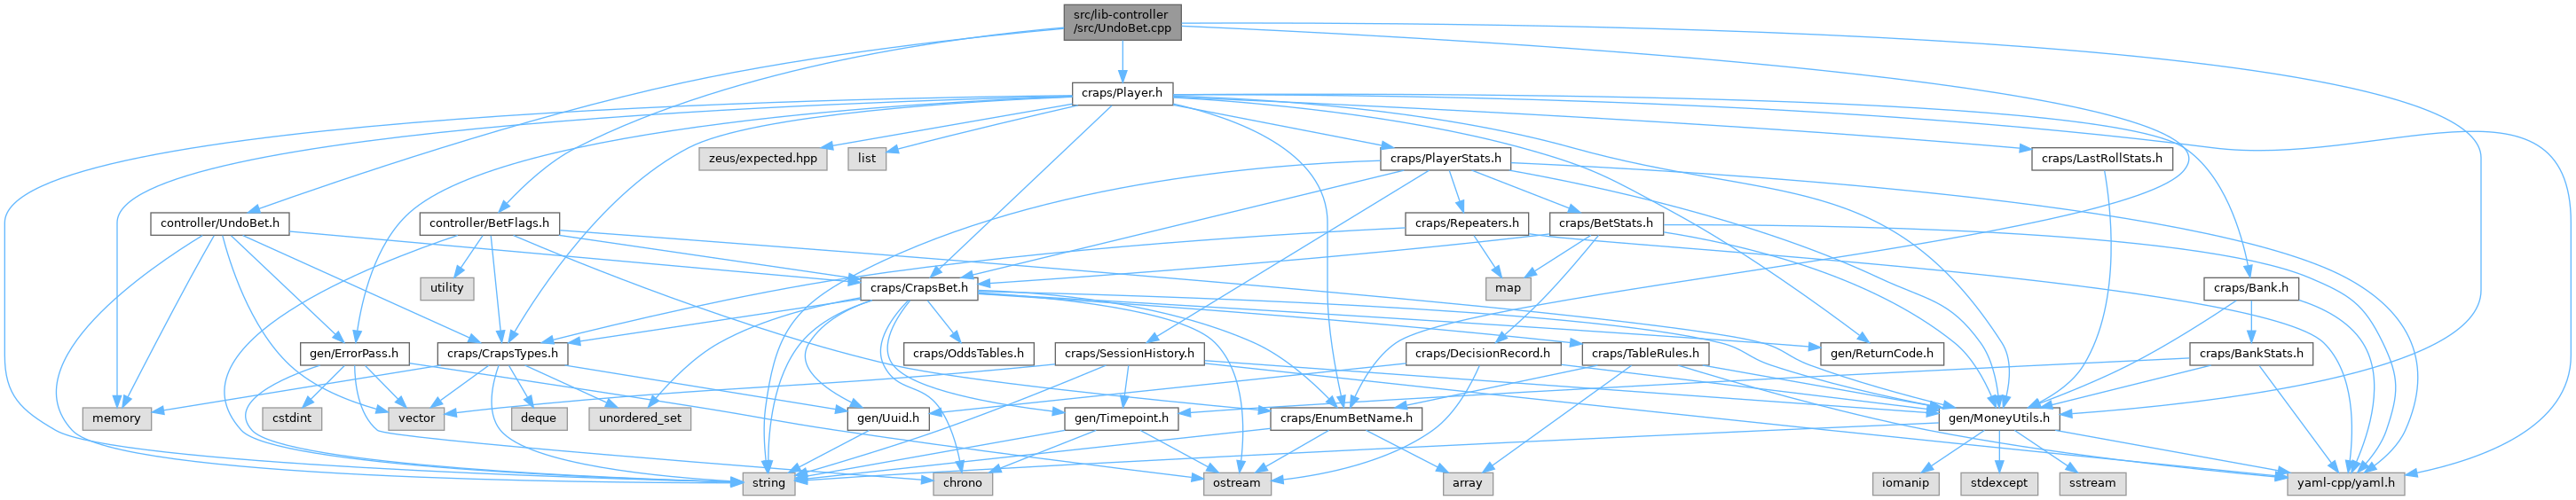 src/lib-controller
/src/UndoBet.cpp
craps/Player.h
zeus/expected.hpp
list
craps/PlayerStats.h
craps/LastRollStats.h
controller/UndoBet.h
controller/BetFlags.h
craps/Repeaters.h
craps/BetStats.h
utility
craps/CrapsBet.h
map
craps/Bank.h
gen/ErrorPass.h
craps/CrapsTypes.h
craps/OddsTables.h
craps/SessionHistory.h
craps/DecisionRecord.h
craps/TableRules.h
gen/ReturnCode.h
craps/BankStats.h
memory
cstdint
vector
deque
unordered_set
gen/Uuid.h
gen/Timepoint.h
craps/EnumBetName.h
gen/MoneyUtils.h
string
chrono
ostream
array
iomanip
stdexcept
sstream
yaml-cpp/yaml.h